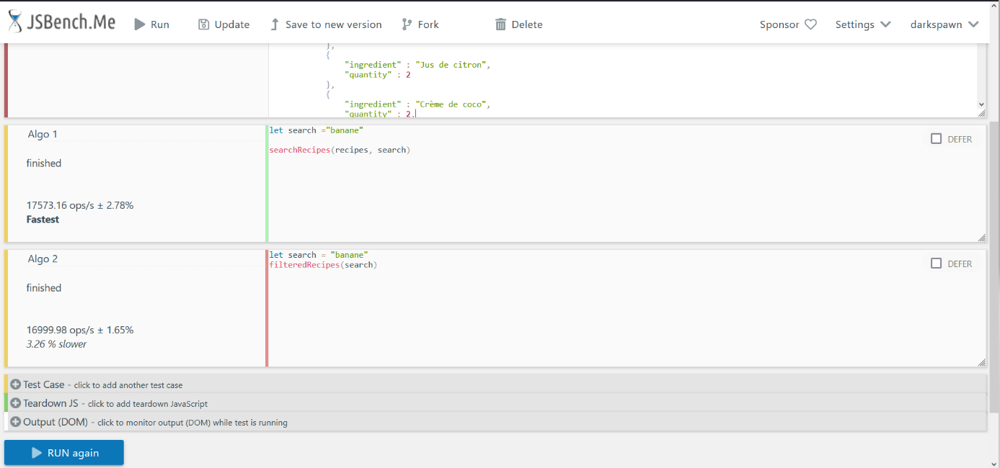 JSBench.Me Run Update Save to new version Fork Delete Sponsor Settings darkspawn
},
{
"ingredient" : "Jus de citron",
"quantity" : 2
},
{
"ingredient" : "Crème de coco",
"quantity" : 2,
Algo 1
finished
17573.16 ops/s ± 2.78%
Fastest
let search ="banane"
searchRecipes(recipes, search)
DEFER
Algo 2
finished
16999.98 ops/s ± 1.65%
3.26 % slower
let search = "banane"
filteredRecipes(search)
DEFER
Test Case - click to add another test case
Teardown JS - click to add teardown JavaScript
Output (DOM) - click to monitor output (DOM) while test is running
RUN again